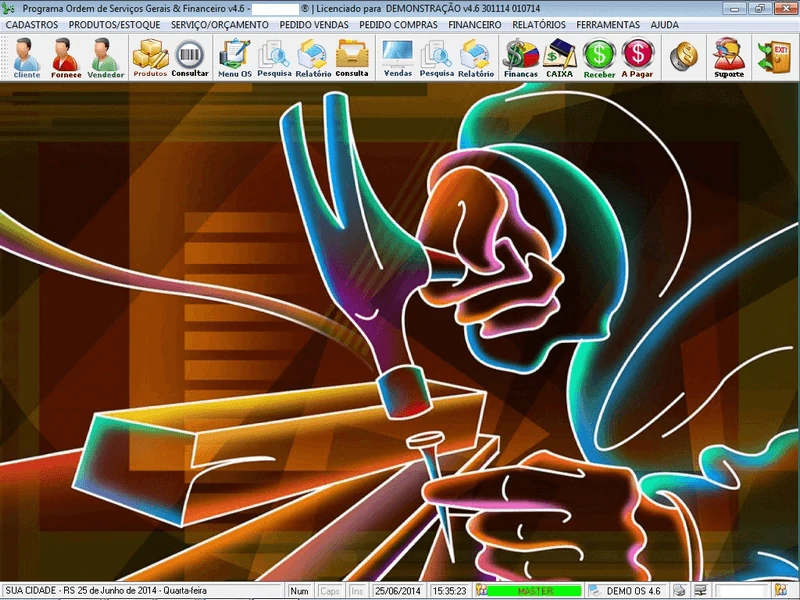 Programa Ordem de Serviços Gerais & Financeiro v4.6 - ® | Licenciado para DEMONSTRAÇÃO v4.6 301114 010714
CADASTROS PRODUTOS/ESTOQUE SERVIÇO/ORÇAMENTO PEDIDO VENDAS PEDIDO COMPRAS FINANCEIRO RELATÓRIOS FERRAMENTAS AJUDA
EXIT
Cliente Fornece Vendedor Produtos Consultar Menu OS Pesquisa Relatório Consulta Vendas Pesquisa Relatório Finanças CAIXA Receber A Pagar Suporte
SUA CIDADE - RS 25 de Junho de 2014 - Quarta-feira Num Caps Ins 25/06/2014 15:35:23 MASTER DEMO OS 4.6